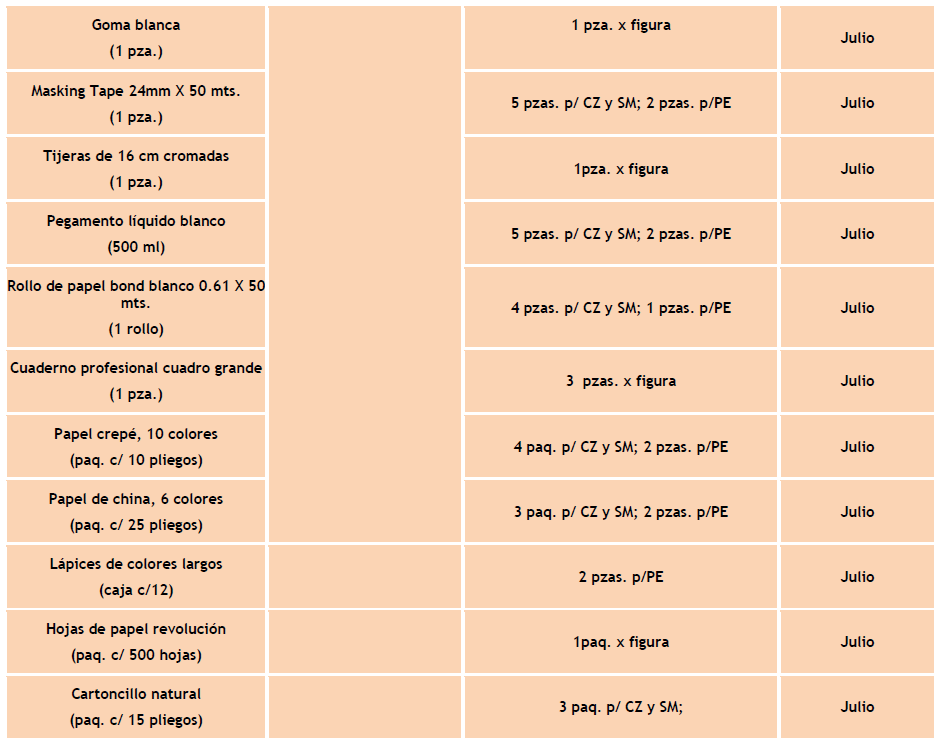 Goma blanca
(1 pza.)
1 pza. x figura
Julio
Masking Tape 24mm X 50 mts.
(1 pza.)
5 pzas. p/ CZ y SM; 2 pzas. p/PE
Julio
Tijeras de 16 cm cromadas
(1 pza.)
1pza. x figura
Julio
Pegamento líquido blanco
(500 ml)
5 pzas. p/ CZ y SM; 2 pzas. p/PE
Julio
Rollo de papel bond blanco 0.61 X 50
mts.
(1 rollo)
4 pzas. p/ CZ y SM; 1 pzas. p/PE
Julio
Cuaderno profesional cuadro grande
(1 pza.)
3 pzas. x figura
Julio
Papel crepé, 10 colores
(paq. c/ 10 pliegos)
4 paq. p/ CZ y SM; 2 pzas. p/PE
Julio
Papel de china, 6 colores
(paq. c/ 25 pliegos)
3 paq. p/ CZ y SM; 2 pzas. p/PE
Julio
Lápices de colores largos
(caja c/12)
2 pzas. p/PE
Julio
Hojas de papel revolución
(paq. c/ 500 hojas)
1paq. x figura
Julio
Cartoncillo natural
(paq. c/ 15 pliegos)
3 paq. p/ CZ y SM;
Julio